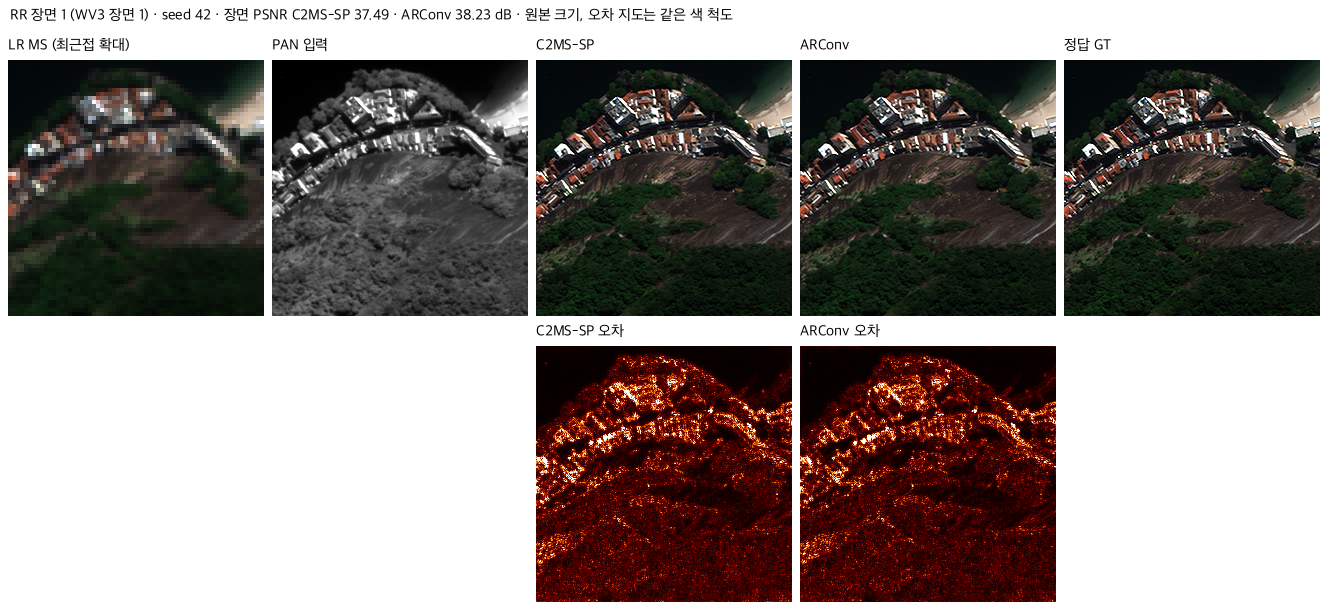 RR 장면 1 (WV3 장면 1) · seed 42 · 장면 PSNR C2MS-SP 37.49 · ARConv 38.23 dB · 원본 크기, 오차 지도는 같은 색 척도
LR MS (최근접 확대)
PAN 입력
C2MS-SP
ARConv
정답 GT
C2MS-SP 오차
ARConv 오차